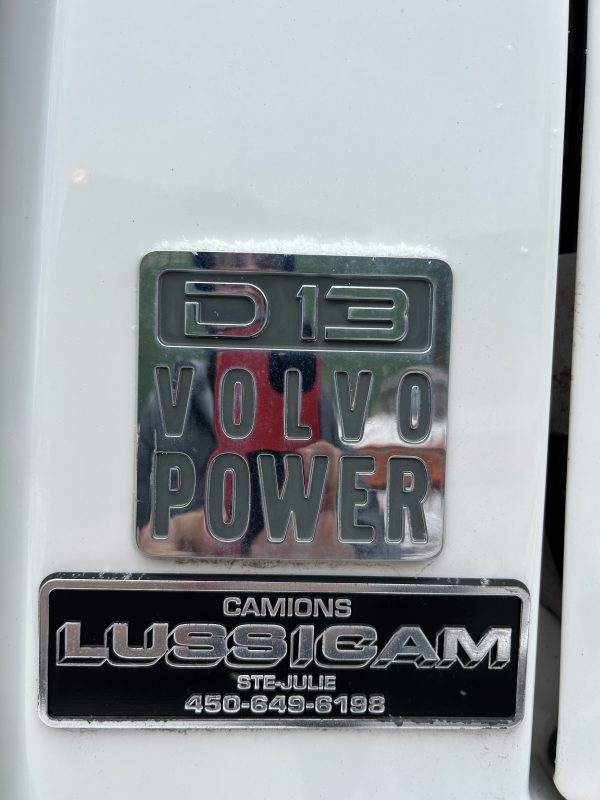 D13
VOLVO
POWER
CAMIONS
LUSSICAM
STE-JULIE
450-649-6198